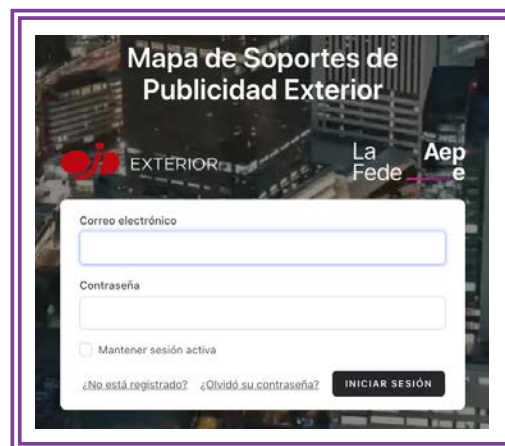 Mapa de Soportes de
Publicidad Exterior
ojd EXTERIOR
La Aep
Fede e
Correo electrónico
Contraseña
Mantener sesión activa
¿No está registrado? ¿Olvidó su contraseña? INICIAR SESIÓN